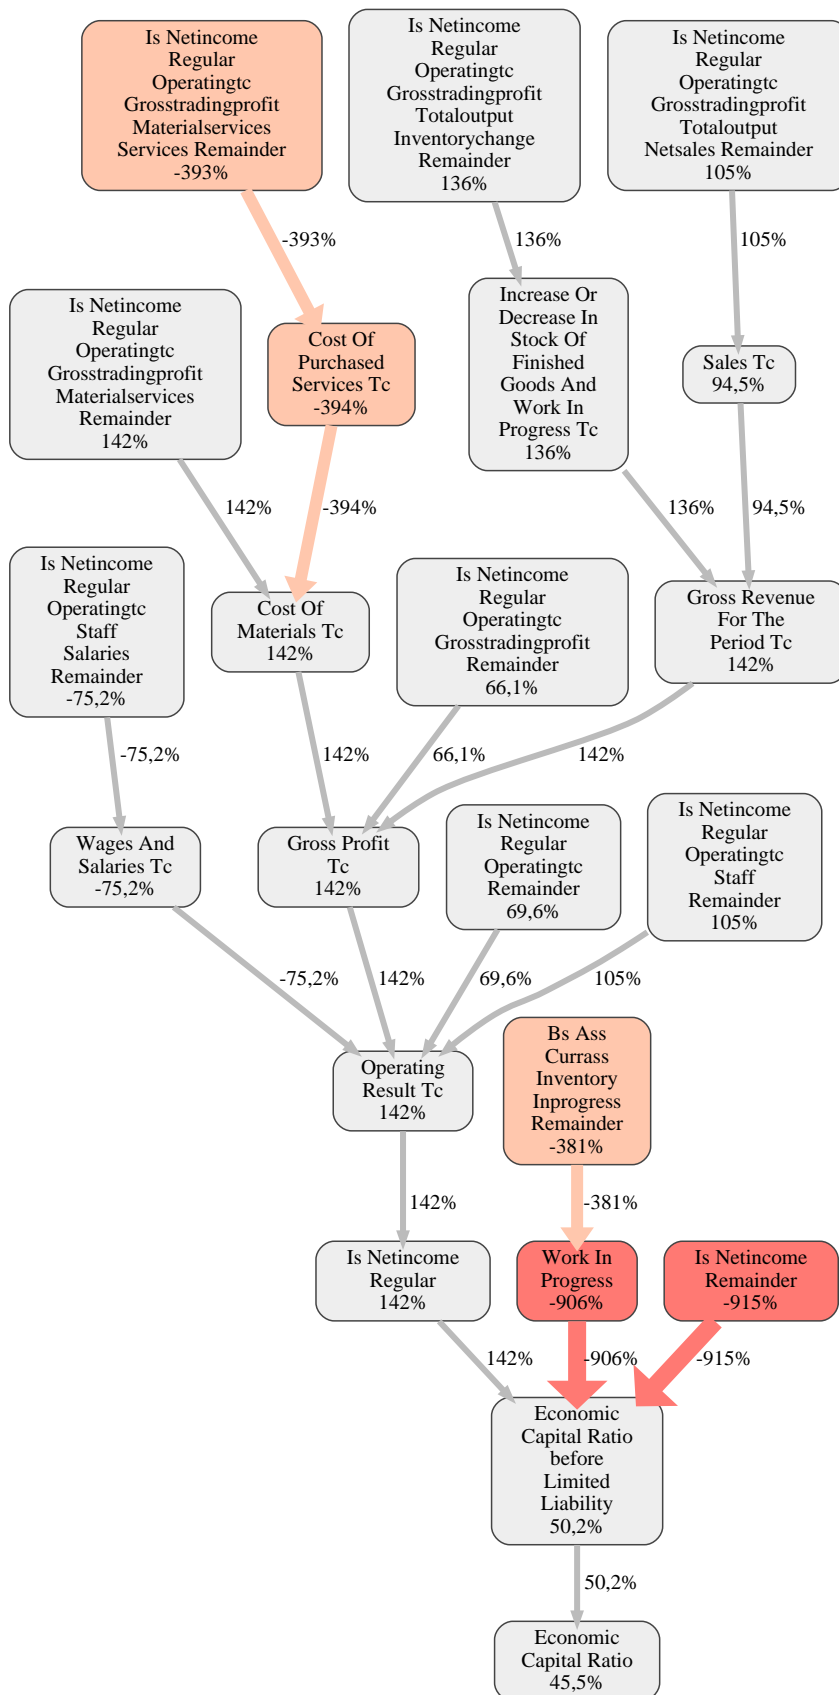 Is Netincome
Regular
Operatingtc
Grosstradingprofit
Materialservices
Services Remainder
-393%
Is Netincome
Regular
Operatingtc
Grosstradingprofit
Totaloutput
Inventorychange
Remainder
136%
Is Netincome
Regular
Operatingtc
Grosstradingprofit
Totaloutput
Netsales Remainder
105%
-393%
136%
105%
Is Netincome
Regular
Operatingtc
Grosstradingprofit
Materialservices
Remainder
142%
Cost Of
Purchased
Services Tc
-394%
Increase Or
Decrease In
Stock Of
Finished
Goods And
Work In
Progress Tc
136%
Sales Tc
94,5%
142%
-394%
136%
94,5%
Is Netincome
Regular
Operatingtc
Staff
Salaries
Remainder
-75,2%
Cost Of
Materials Tc
142%
Is Netincome
Regular
Operatingtc
Grosstradingprofit
Remainder
66,1%
Gross Revenue
For The
Period Tc
142%
-75,2%
142%
66,1%
142%
Wages And
Salaries Tc
-75,2%
Gross Profit
Tc
142%
Is Netincome
Regular
Operatingtc
Remainder
69,6%
Is Netincome
Regular
Operatingtc
Staff
Remainder
105%
-75,2%
142%
69,6%
105%
Operating
Result Tc
142%
Bs Ass
Currass
Inventory
Inprogress
Remainder
-381%
142%
-381%
Is Netincome
Regular
142%
Work In
Progress
-906%
Is Netincome
Remainder
-915%
142%
-906%
-915%
Economic
Capital Ratio
before
Limited
Liability
50,2%
50,2%
Economic
Capital Ratio
45,5%